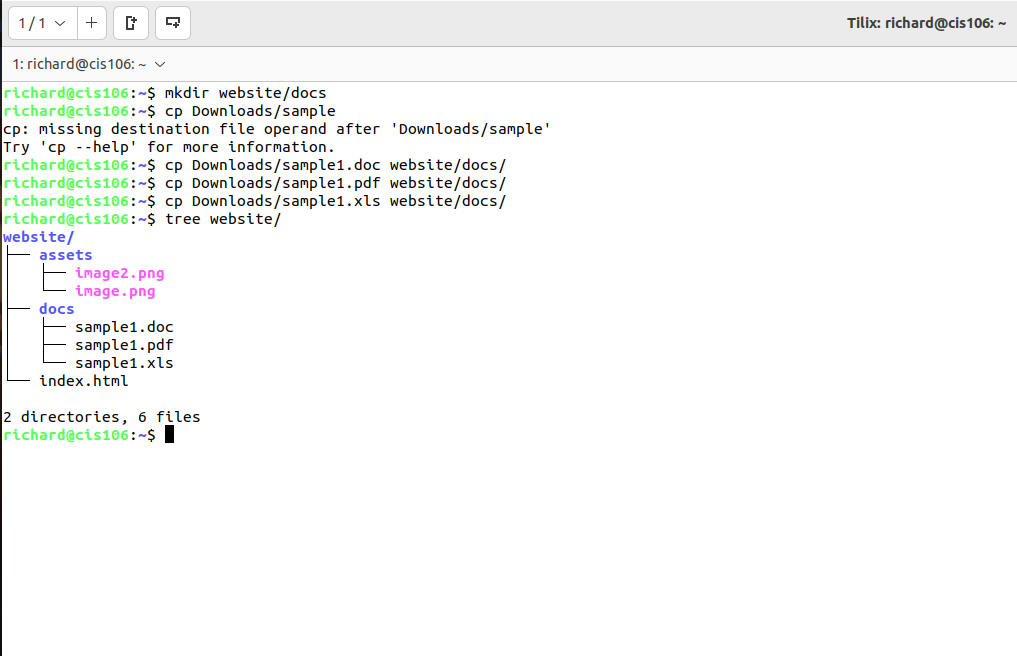 1 / 1
Tilix: richard@cis106: ~
1: richard@cis106: ~
richard@cis106:~$ mkdir website/docs
richard@cis106:~$ cp Downloads/sample
cp: missing destination file operand after 'Downloads/sample'
Try 'cp --help' for more information.
richard@cis106:~$ cp Downloads/sample1.doc website/docs/
richard@cis106:~$ cp Downloads/sample1.pdf website/docs/
richard@cis106:~$ cp Downloads/sample1.xls website/docs/
richard@cis106:~$ tree website/
website/
├── assets
│   ├── image2.png
│   └── image.png
├── docs
│   ├── sample1.doc
│   ├── sample1.pdf
│   └── sample1.xls
└── index.html
2 directories, 6 files
richard@cis106:~$